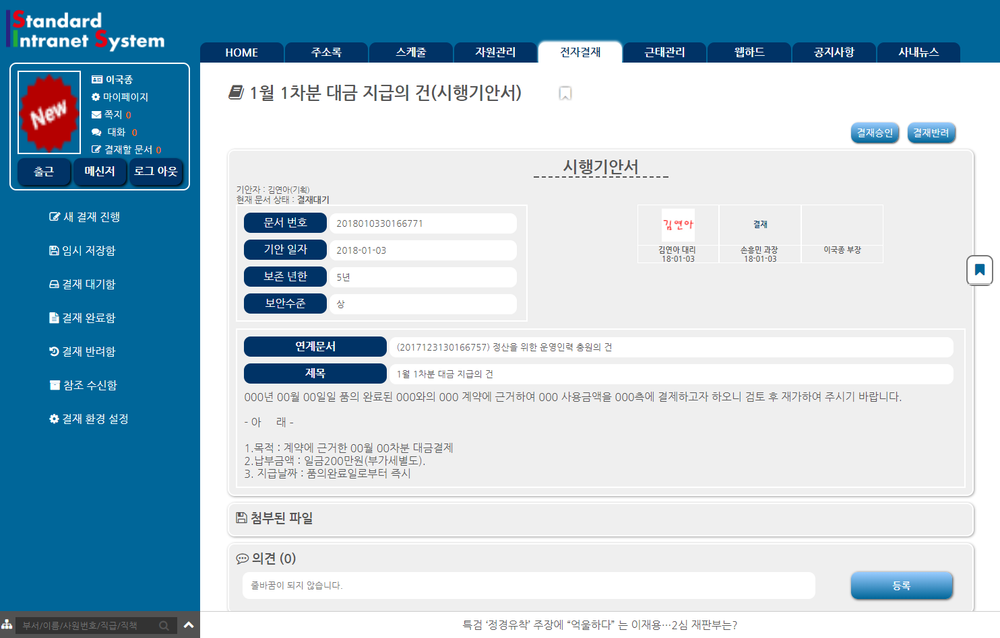 Standard
Intranet System
HOME 주소록 스케줄 자원관리 전자결재 근태관리 웹하드 공지사항 사내뉴스
New
이국종
마이페이지
쪽지 0
대화 0
결재할 문서 0
출근 메신저 로그 아웃
새 결재 진행
임시 저장함
결재 대기함
결재 완료함
결재 반려함
참조 수신함
결재 환경 설정
부서/이름/사원번호/직급/직책
1월 1차분 대금 지급의 건(시행기안서)
결재승인 결재반려
시행기안서
기안자 : 김연아(기획)
현재 문서 상태 : 결재대기
문서 번호 2018010330166771
기안 일자 2018-01-03
보존 년한 5년
보안수준 상
김연아 결재
김연아 대리 손흥민 과장 이국종 부장
18-01-03 18-01-03
연계문서 (2017123130166757) 정산을 위한 운영인력 충원의 건
제목 1월 1차분 대금 지급의 건
000년 00월 00일일 품의 완료된 000와의 000 계약에 근거하여 000 사용금액을 000측에 결제하고자 하오니 검토 후 재가하여 주시기 바랍니다.
- 아 래 -
1.목적 : 계약에 근거한 00월 00차분 대금결제
2.납부금액 : 일금200만원(부가세별도).
3. 지급날짜 : 품의완료일로부터 즉시
첨부된 파일
의견 (0)
줄바꿈이 되지 않습니다. 등록
특검 ‘정경유착’ 주장에 “억울하다” 는 이재용…2심 재판부는?